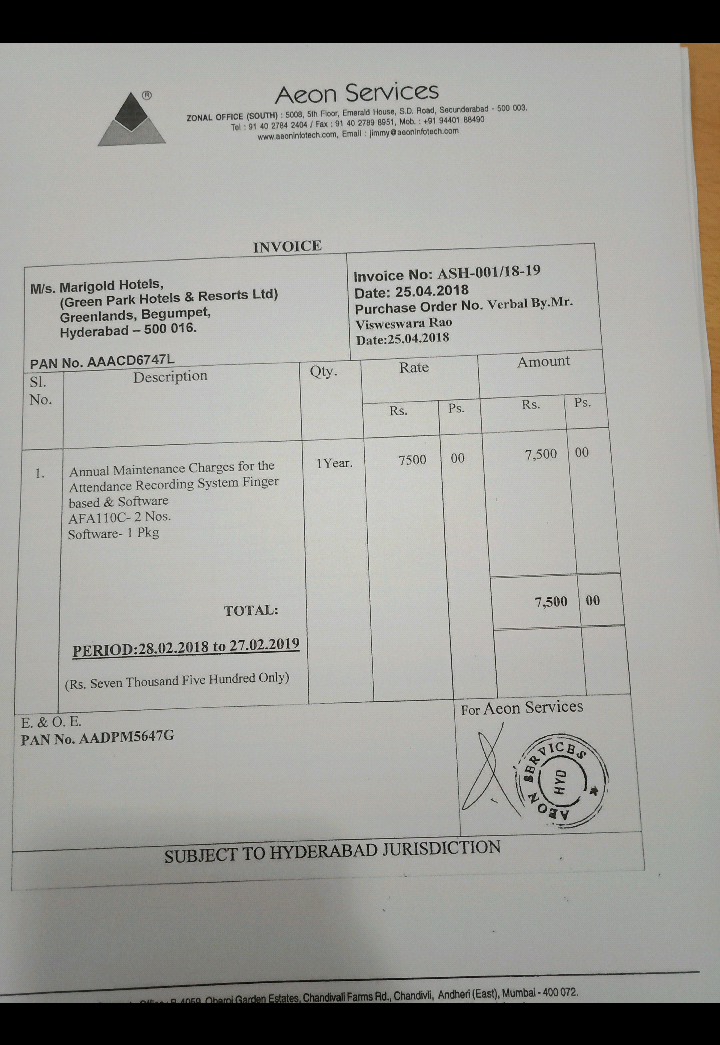 ®
Aeon Services
ZONAL OFFICE (SOUTH) : 5008, 5th Floor, Emerald House, S.D. Road, Secunderabad - 500 003.
Tel : 91 40 2784 2404 / Fax : 91 40 2789 8951, Mob. : +91 94401 88490
www.aeoninfotech.com, Email : jimmy@aeoninfotech.com
INVOICE
M/s. Marigold Hotels,
(Green Park Hotels & Resorts Ltd)
Greenlands, Begumpet,
Hyderabad – 500 016.
PAN No. AAACD6747L
Invoice No: ASH-001/18-19
Date: 25.04.2018
Purchase Order No. Verbal By.Mr.
Visweswara Rao
Date:25.04.2018
Sl. No. Description Qty. Rate Amount
Rs. Ps. Rs. Ps.
1. Annual Maintenance Charges for the 1Year. 7500 00 7,500 00
Attendance Recording System Finger
based & Software
AFA110C- 2 Nos.
Software- 1 Pkg
TOTAL: 7,500 00
PERIOD:28.02.2018 to 27.02.2019
(Rs. Seven Thousand Five Hundred Only)
E. & O. E.
PAN No. AADPM5647G
For Aeon Services
AEON SERVICES
HYD
SUBJECT TO HYDERABAD JURISDICTION
Oberoi Garden Estates, Chandivali Farms Rd., Chandivli, Andheri (East), Mumbai - 400 072.